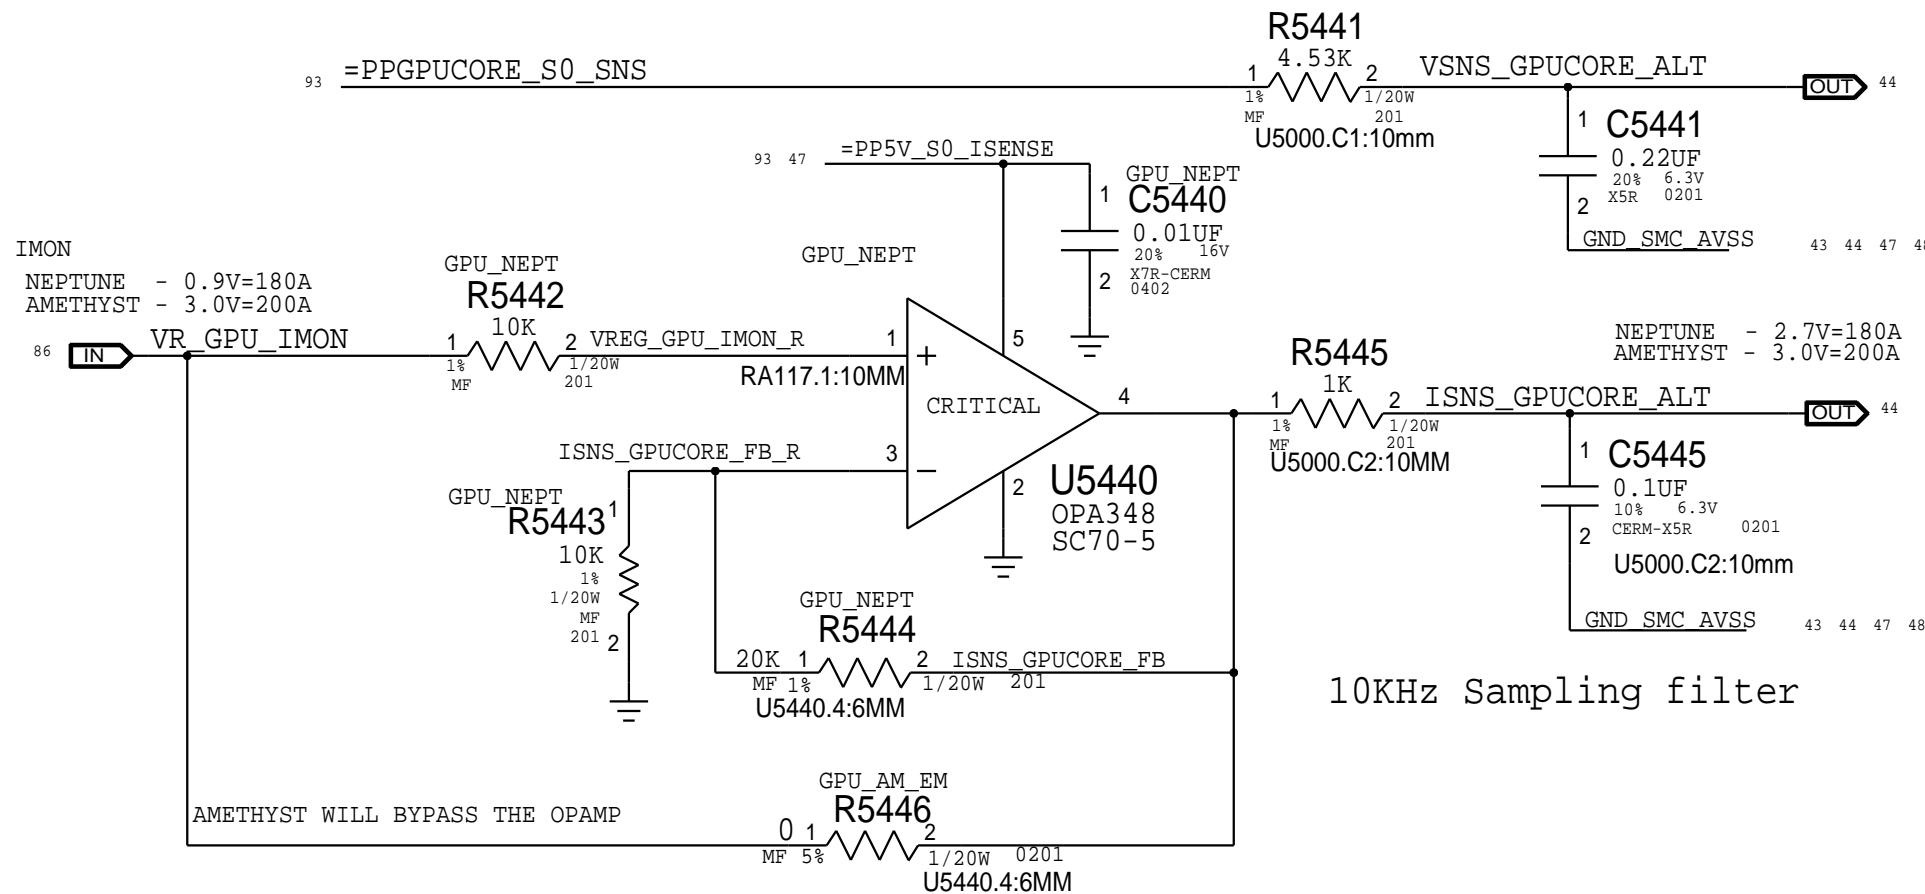 R5441
4.53K
93 =PPGPUCORE_S0_SNS
1 2
VSNS_GPUCORE_ALT
OUT 44
1% 1/20W
MF 201
U5000.C1:10mm
1 C5441
0.22UF
20% 6.3V
X5R 0201
2
GND_SMC_AVSS 43 44 47 48
93 47 =PP5V_S0_ISENSE
GPU_NEPT
1 C5440
0.01UF
20% 16V
X7R-CERM
2 0402
GPU_NEPT
IMON
NEPTUNE - 0.9V=180A
AMETHYST - 3.0V=200A
86 IN VR_GPU_IMON
GPU_NEPT
R5442
10K
1 2 VREG_GPU_IMON_R
1% 1/20W
MF 201
RA117.1:10MM
1 +
5
CRITICAL
4
3 -
2
U5440
OPA348
SC70-5
NEPTUNE - 2.7V=180A
AMETHYST - 3.0V=200A
R5445
1K
1 2 ISNS_GPUCORE_ALT
OUT 44
1% 1/20W
MF 201
U5000.C2:10MM
1 C5445
0.1UF
10% 6.3V
CERM-X5R 0201
2
U5000.C2:10mm
GND_SMC_AVSS 43 44 47 48
ISNS_GPUCORE_FB_R
GPU_NEPT
R5443 1
10K
1%
1/20W
MF
201 2
GPU_NEPT
R5444
20K 1 2 ISNS_GPUCORE_FB
MF 1% 1/20W 201
U5440.4:6MM
10KHz Sampling filter
GPU_AM_EM
R5446
AMETHYST WILL BYPASS THE OPAMP
0 1 2
MF 5% 1/20W 0201
U5440.4:6MM